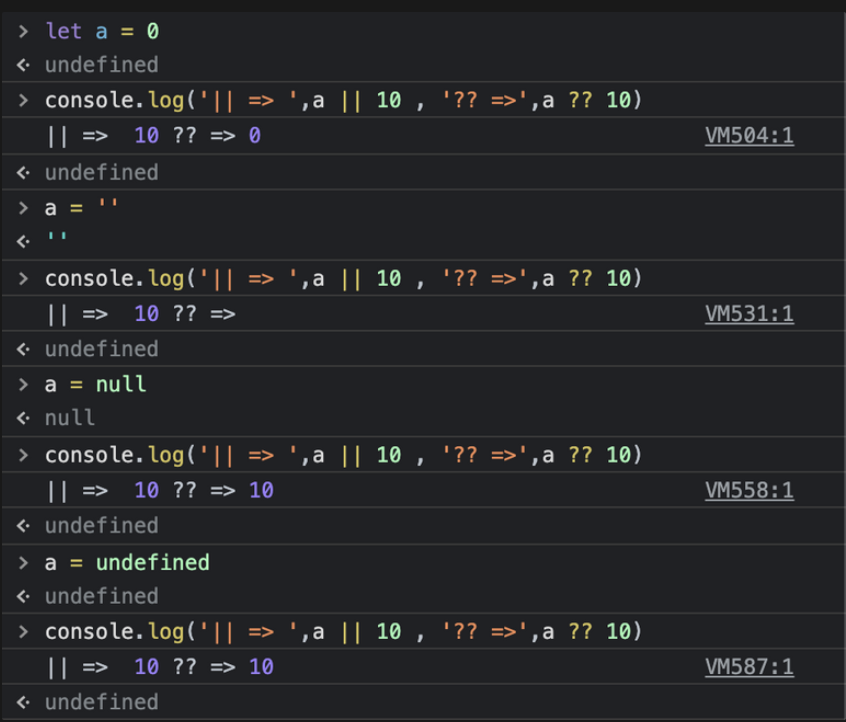 > let a = 0
<· undefined
> console.log('|| => ',a || 10 , '?? =>',a ?? 10)
|| =>  10 ?? => 0 VM504:1
<· undefined
> a = ''
<· ''
> console.log('|| => ',a || 10 , '?? =>',a ?? 10)
|| =>  10 ?? => VM531:1
<· undefined
> a = null
<· null
> console.log('|| => ',a || 10 , '?? =>',a ?? 10)
|| =>  10 ?? => 10 VM558:1
<· undefined
> a = undefined
<· undefined
> console.log('|| => ',a || 10 , '?? =>',a ?? 10)
|| =>  10 ?? => 10 VM587:1
<· undefined